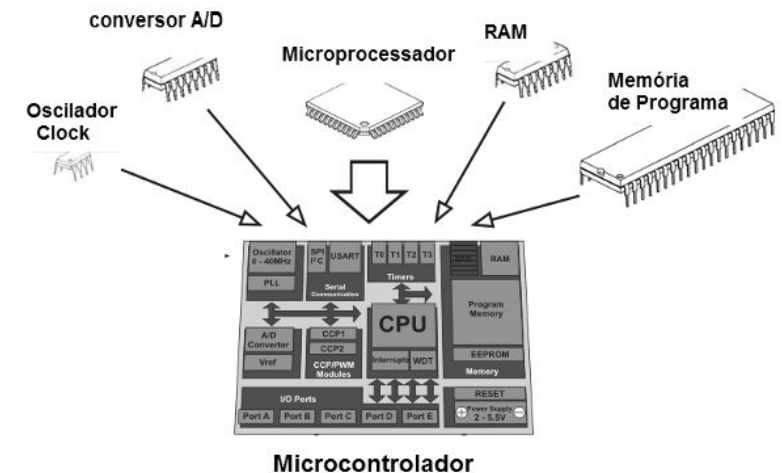 conversor A/D
Microprocessador
RAM
Memória
de Programa
Oscilador
Clock
Oscillator
0 - 40MHz
PLL
SPI
I²C
USART
Serial
Communication
T0 T1 T2 T3
Timers
RAM
Program
Memory
EEPROM
Memory
A/D
Converter
Vref
CCP1
CCP2
CCP/PWM
Modules
CPU
Interrupts
WDT
I/O Ports
Port A Port B Port C Port D Port E
RESET
Power Supply
2 - 5.5V
Microcontrolador